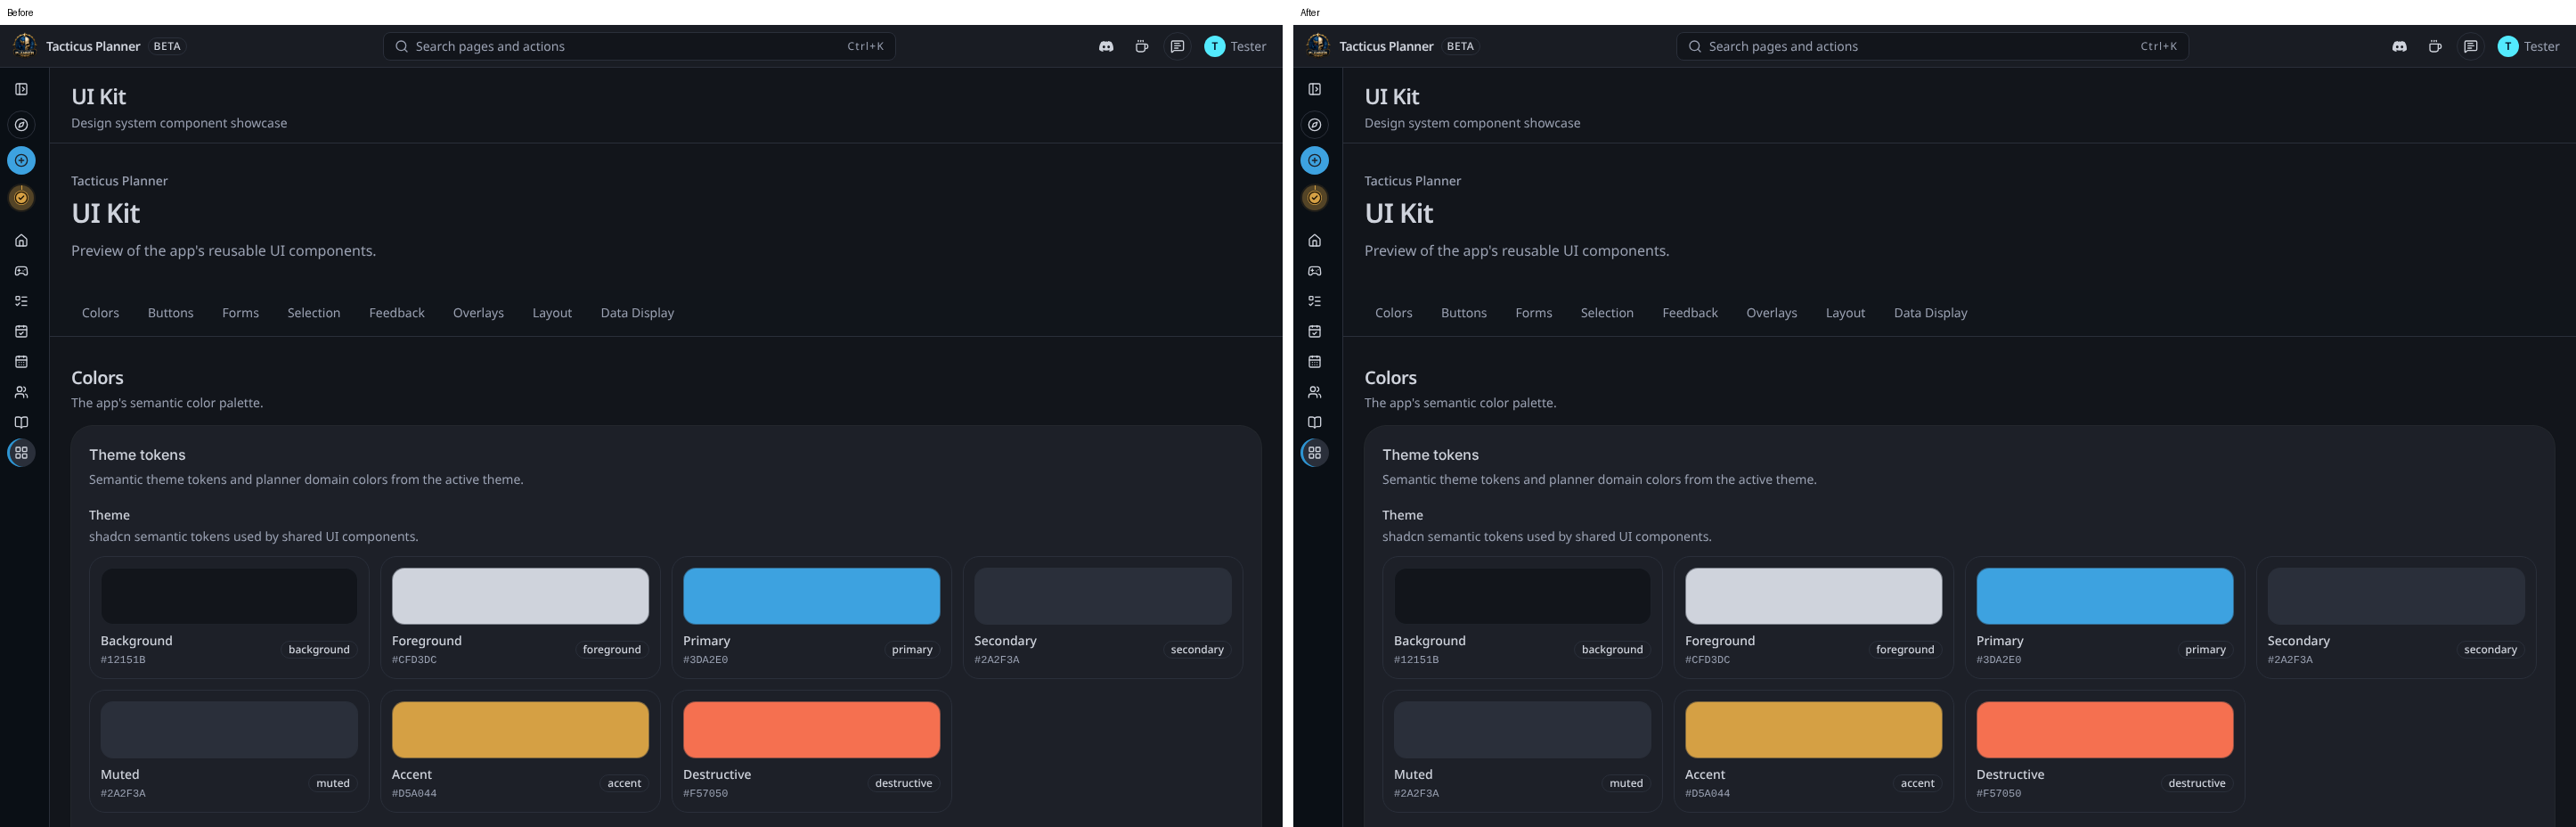 Before
Tacticus Planner BETA
Search pages and actions Ctrl+K
T Tester
UI Kit
Design system component showcase
Tacticus Planner
UI Kit
Preview of the app's reusable UI components.
Colors Buttons Forms Selection Feedback Overlays Layout Data Display
Colors
The app's semantic color palette.
Theme tokens
Semantic theme tokens and planner domain colors from the active theme.
Theme
shadcn semantic tokens used by shared UI components.
Background background
#12151B
Foreground foreground
#CFD3DC
Primary primary
#3DA2E0
Secondary secondary
#2A2F3A
Muted muted
#2A2F3A
Accent accent
#D5A044
Destructive destructive
#F57050
After
Tacticus Planner BETA
Search pages and actions Ctrl+K
T Tester
UI Kit
Design system component showcase
Tacticus Planner
UI Kit
Preview of the app's reusable UI components.
Colors Buttons Forms Selection Feedback Overlays Layout Data Display
Colors
The app's semantic color palette.
Theme tokens
Semantic theme tokens and planner domain colors from the active theme.
Theme
shadcn semantic tokens used by shared UI components.
Background background
#12151B
Foreground foreground
#CFD3DC
Primary primary
#3DA2E0
Secondary secondary
#2A2F3A
Muted muted
#2A2F3A
Accent accent
#D5A044
Destructive destructive
#F57050